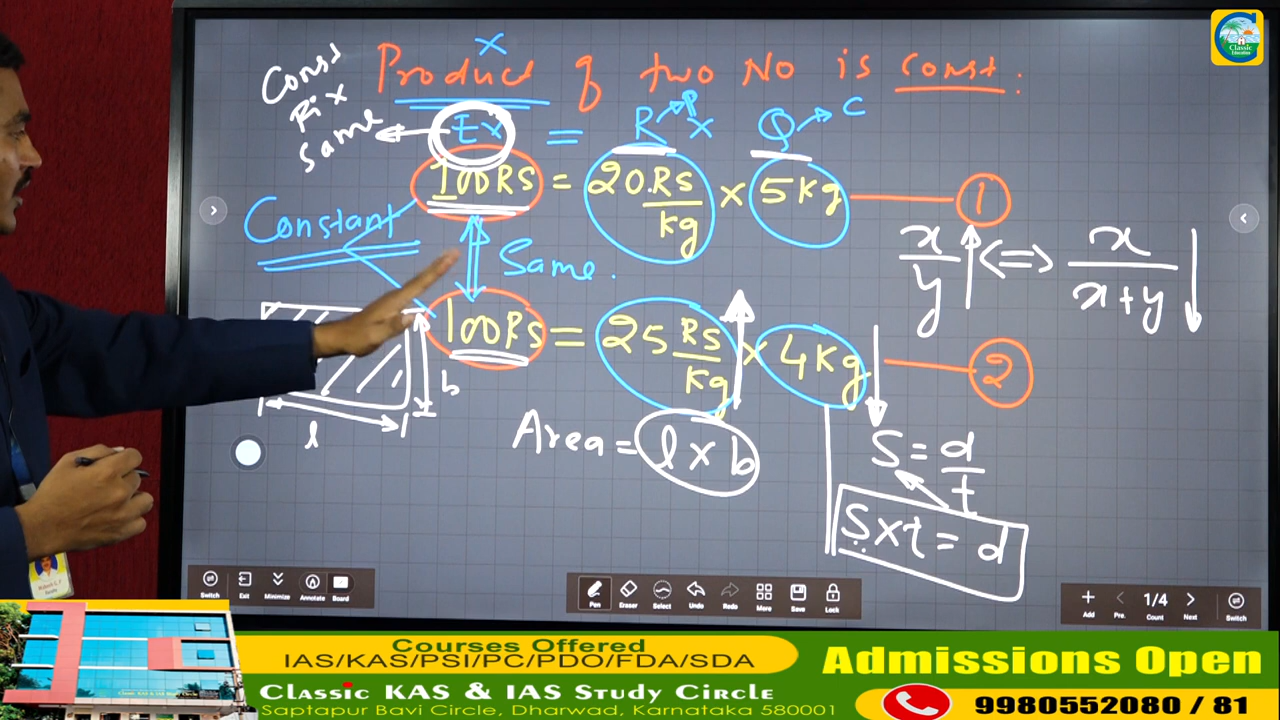 Classic
Education
x
Product of two No is const.
Const
Fix
Same
Ex = R → P x Q → C
100RS = 20 Rs/kg × 5kg — 1
Constant
Same.
x/y ⇔ x/x+y
100RS = 25 RS/Kg × 4Kg — 2
b
l
Area = l × b
S = d/t
S×t = d
Switch Exit Minimize Annotate Board
Pen Eraser Select Undo Redo More Save Lock
Add Pre. 1/4 Count Next Switch
Courses Offered
IAS/KAS/PSI/PC/PDO/FDA/SDA
Classic KAS & IAS Study Circle
Saptapur Bavi Circle, Dharwad, Karnataka 580001
Admissions Open
9980552080 / 81